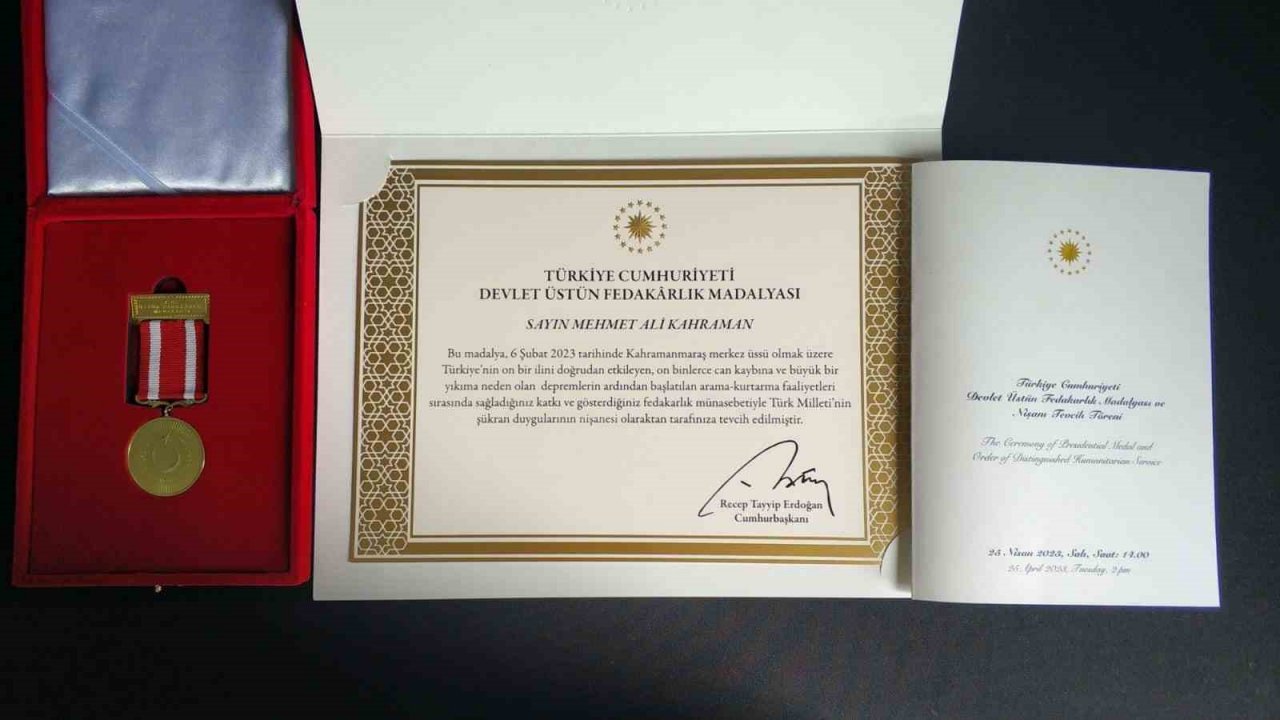 TÜRKİYE CUMHURİYETİ
DEVLET ÜSTÜN FEDAKÂRLIK MADALYASI
SAYIN MEHMET ALİ KAHRAMAN
Bu madalya, 6 Şubat 2023 tarihinde Kahramanmaraş merkez üssü olmak üzere
Türkiye'nin on bir ilini doğrudan etkileyen, on binlerce can kaybına ve büyük bir
yıkıma neden olan depremlerin ardından başlatılan arama-kurtarma faaliyetleri
sırasında sağladığınız katkı ve gösterdiğiniz fedakarlık münasebetiyle Türk Milleti'nin
şükran duygularının nişanesi olaraktan tarafınıza tevcih edilmiştir.
Recep Tayyip Erdoğan
Cumhurbaşkanı
Türkiye Cumhuriyeti
Devlet Üstün Fedakarlık Madalyası ve
Nişanı Tevcih Töreni
The Ceremony of Presidential Medal and
Order of Distinguished Humanitarian Service
25 Nisan 2023, Salı, Saat: 14.00
25 April 2023, Tuesday, 2 pm